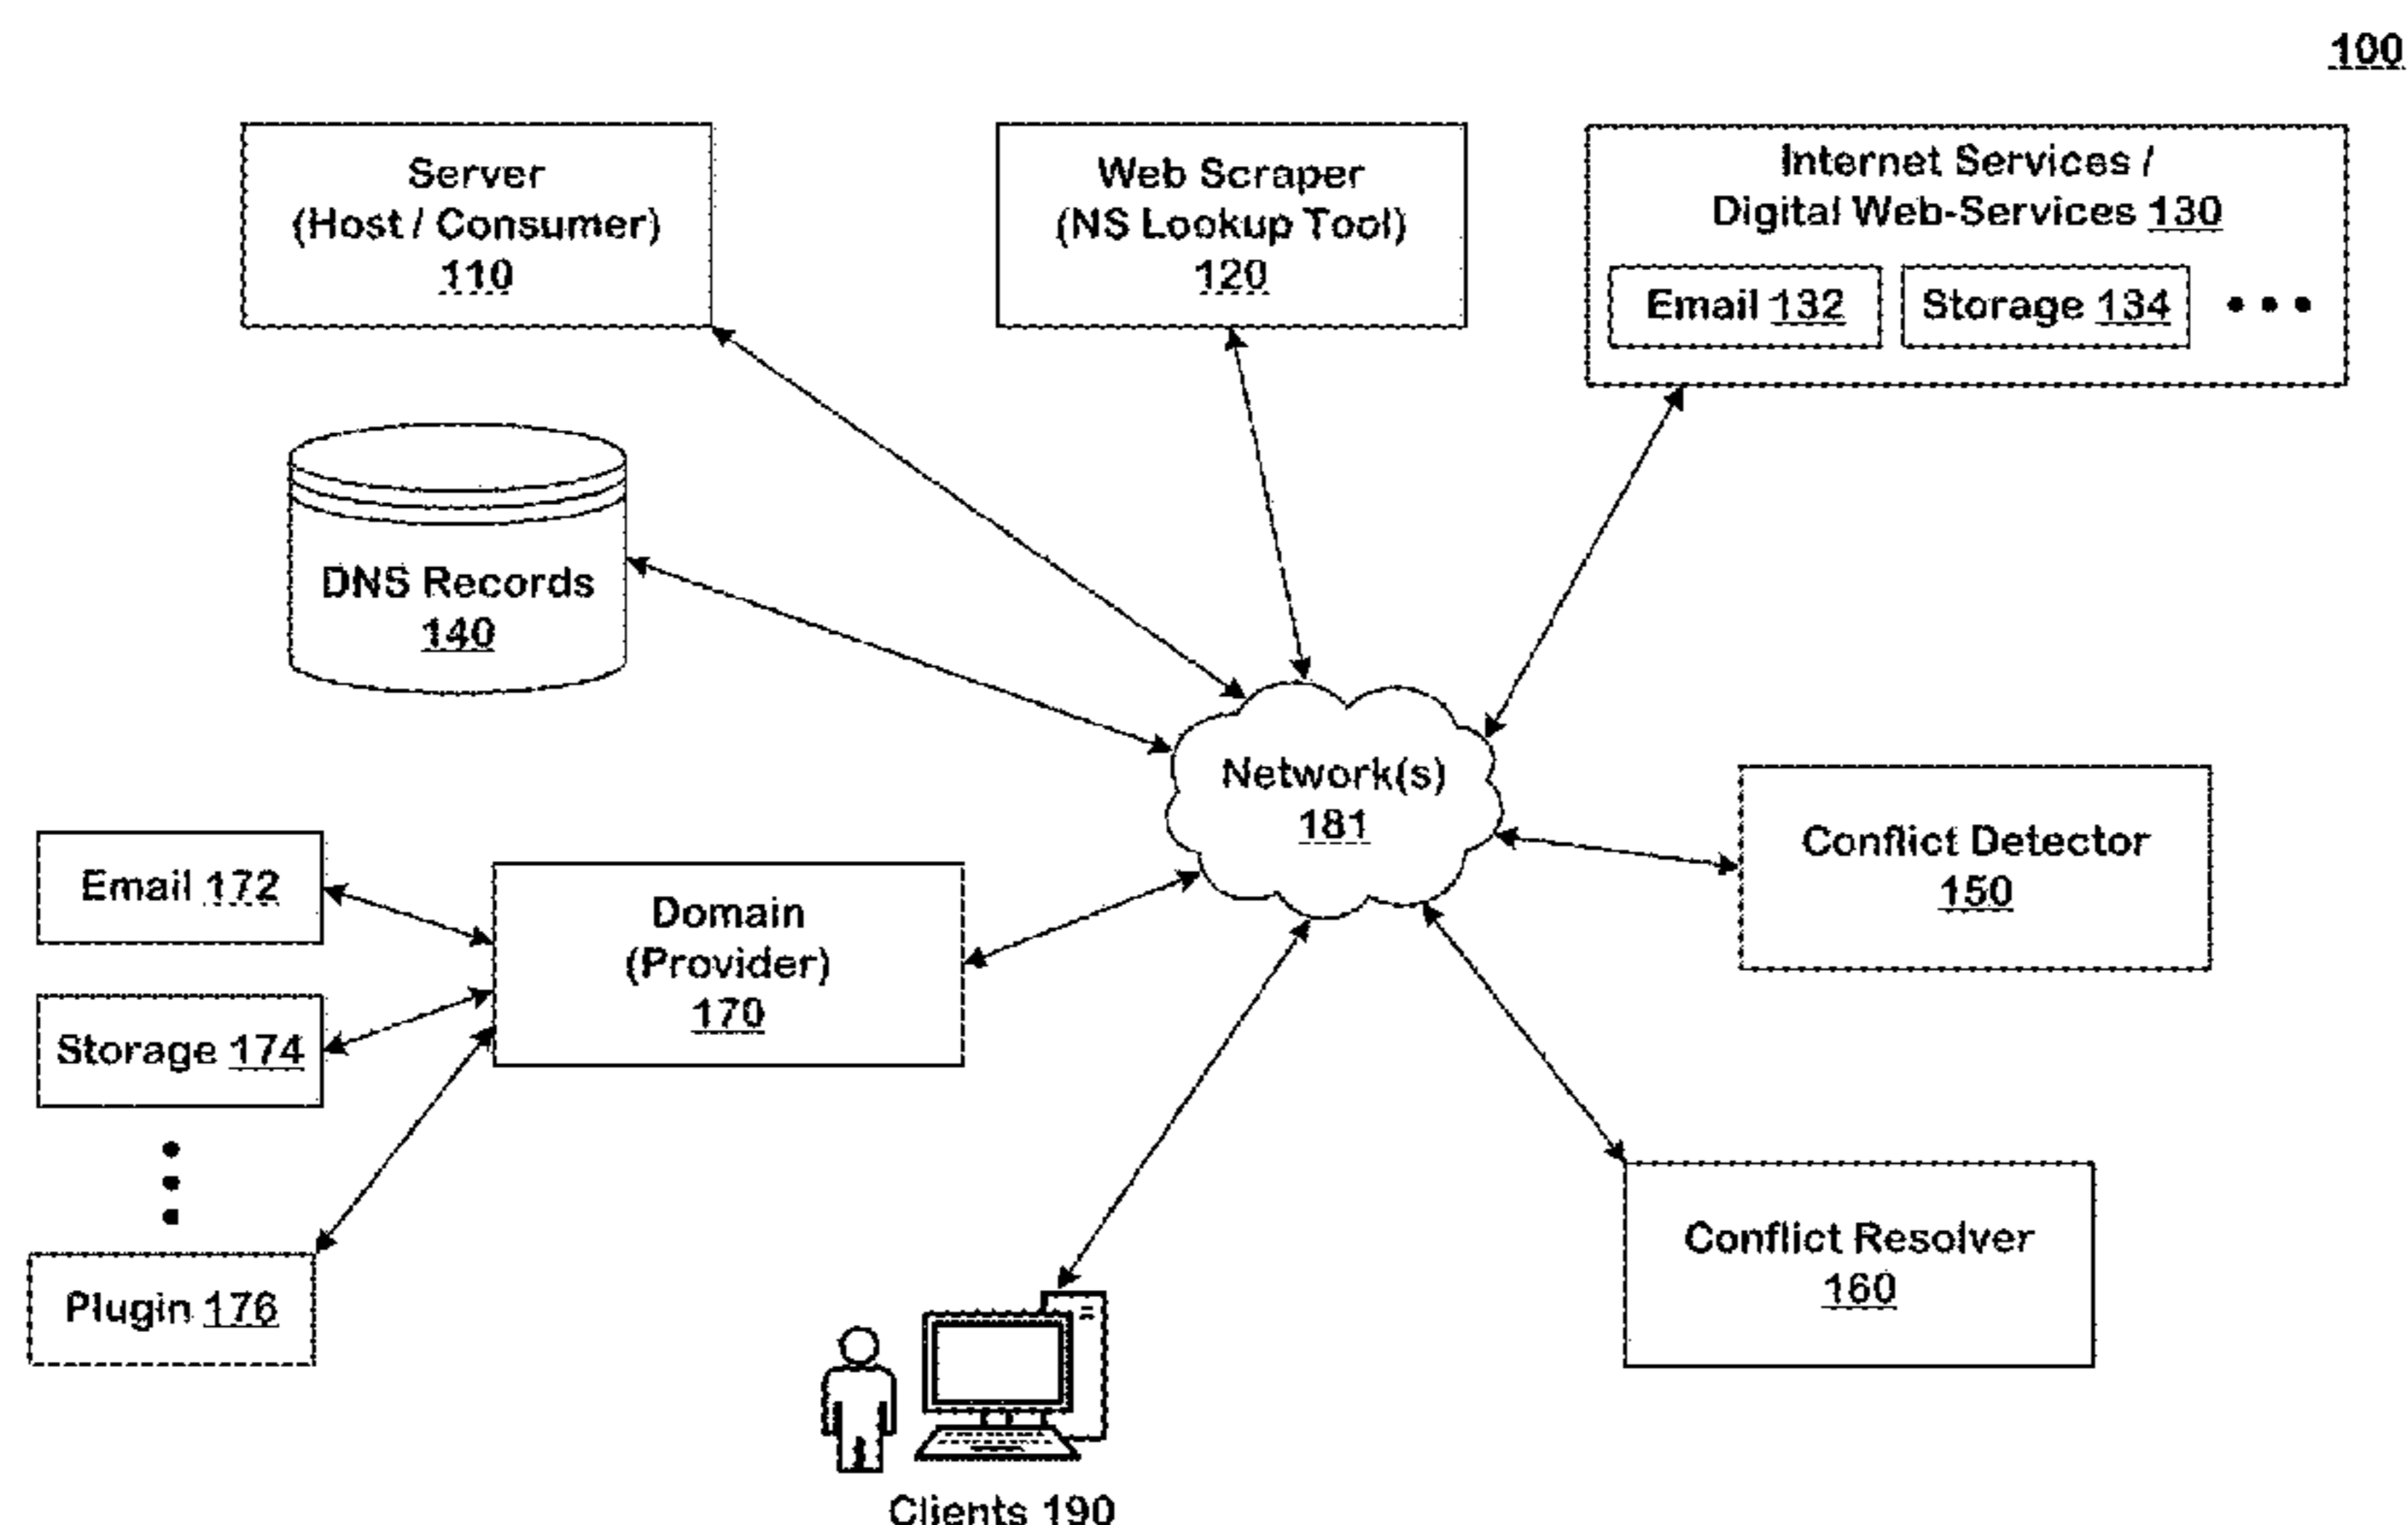 100
Server
(Host / Consumer)
110
Web Scraper
(NS Lookup Tool)
120
Internet Services /
Digital Web-Services 130
Email 132
Storage 134
DNS Records
140
Network(s)
181
Conflict Detector
150
Email 172
Domain
(Provider)
170
Storage 174
Plugin 176
Conflict Resolver
160
Clients 190